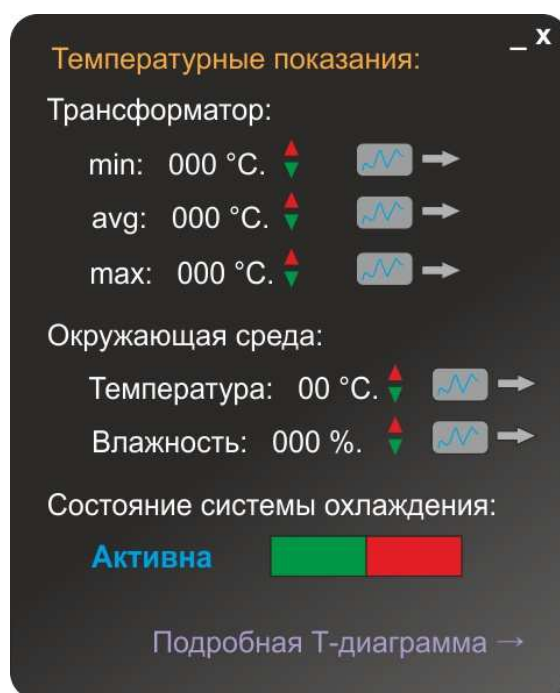 _ x
Температурные показания:
Трансформатор:
min: 000 °C.
avg: 000 °C.
max: 000 °C.
Окружающая среда:
Температура: 00 °C.
Влажность: 000 %.
Состояние системы охлаждения:
Активна
Подробная Т-диаграмма →